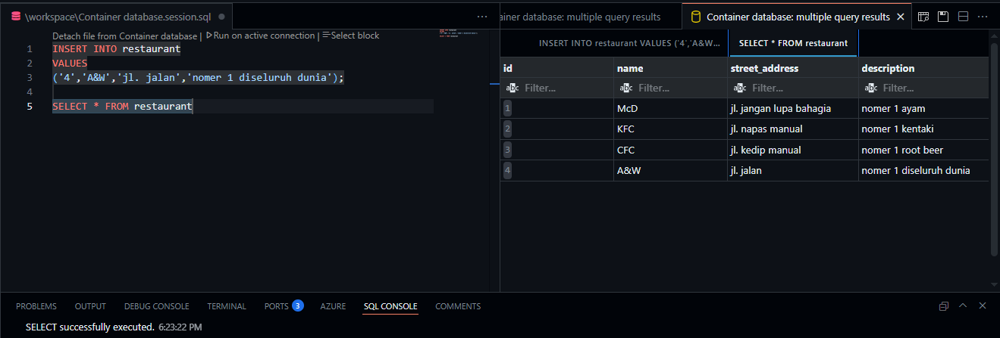 \workspace\Container database.session.sql
Detach file from Container database | Run on active connection | Select block
1 INSERT INTO restaurant
2 VALUES
3 ('4','A&W','jl. jalan','nomer 1 diseluruh dunia');
4
5 SELECT * FROM restaurant
ainer database: multiple query results
Container database: multiple query results
INSERT INTO restaurant VALUES ('4','A&W...
SELECT * FROM restaurant
id name street_address description
abc Filter... abc Filter... abc Filter... abc Filter...
1 McD jl. jangan lupa bahagia nomer 1 ayam
2 KFC jl. napas manual nomer 1 kentaki
3 CFC jl. kedip manual nomer 1 root beer
4 A&W jl. jalan nomer 1 diseluruh dunia
PROBLEMS OUTPUT DEBUG CONSOLE TERMINAL PORTS 3 AZURE SQL CONSOLE COMMENTS
SELECT successfully executed. 6:23:22 PM